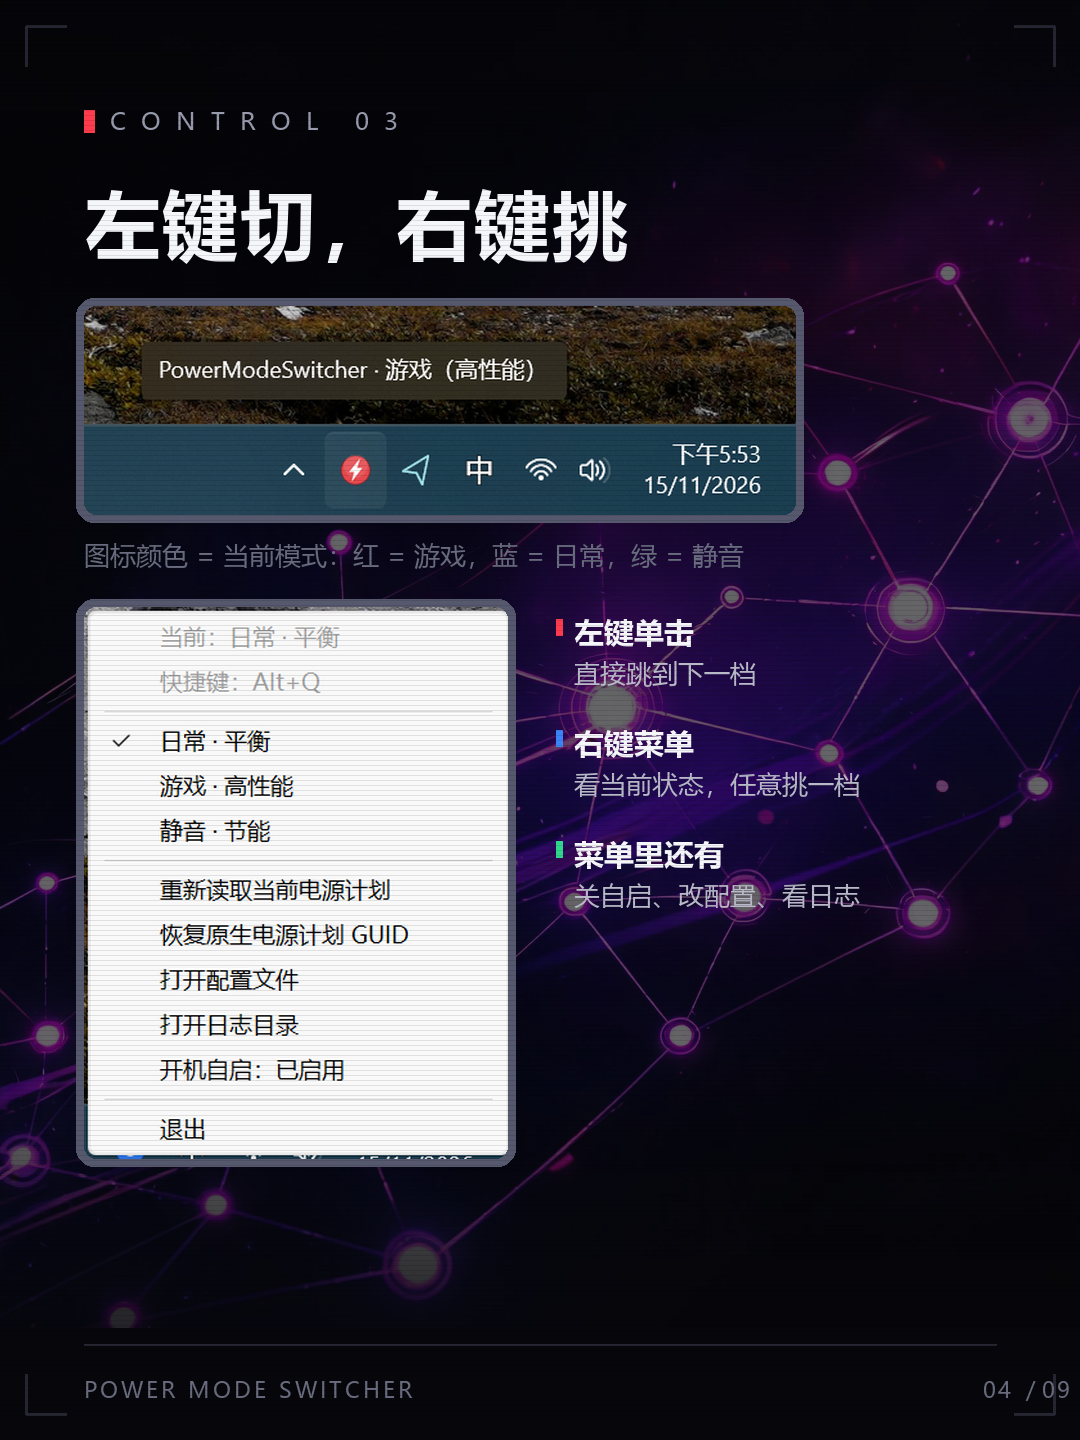 CONTROL 03
左键切，右键挑
PowerModeSwitcher · 游戏（高性能）
中
下午5:53
15/11/2026
图标颜色 = 当前模式：红 = 游戏，蓝 = 日常，绿 = 静音
当前：日常 · 平衡
快捷键：Alt+Q
日常 · 平衡
游戏 · 高性能
静音 · 节能
重新读取当前电源计划
恢复原生电源计划 GUID
打开配置文件
打开日志目录
开机自启：已启用
退出
左键单击
直接跳到下一档
右键菜单
看当前状态，任意挑一档
菜单里还有
关自启、改配置、看日志
POWER MODE SWITCHER
04 / 09